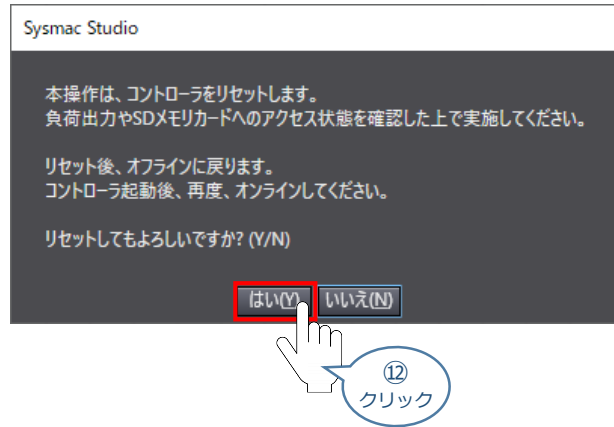 Sysmac Studio
本操作は、コントローラをリセットします。
負荷出力やSDメモリカードへのアクセス状態を確認した上で実施してください。
リセット後、オフラインに戻ります。
コントローラ起動後、再度、オンラインしてください。
リセットしてもよろしいですか? (Y/N)
はい(Y) いいえ(N)
⑫
クリック